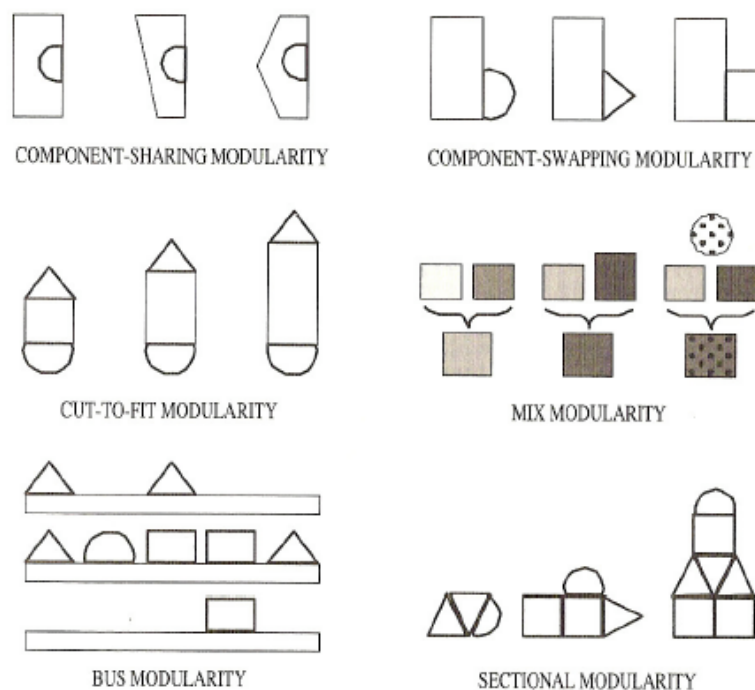 COMPONENT-SHARING MODULARITY
COMPONENT-SWAPPING MODULARITY
CUT-TO-FIT MODULARITY
MIX MODULARITY
BUS MODULARITY
SECTIONAL MODULARITY